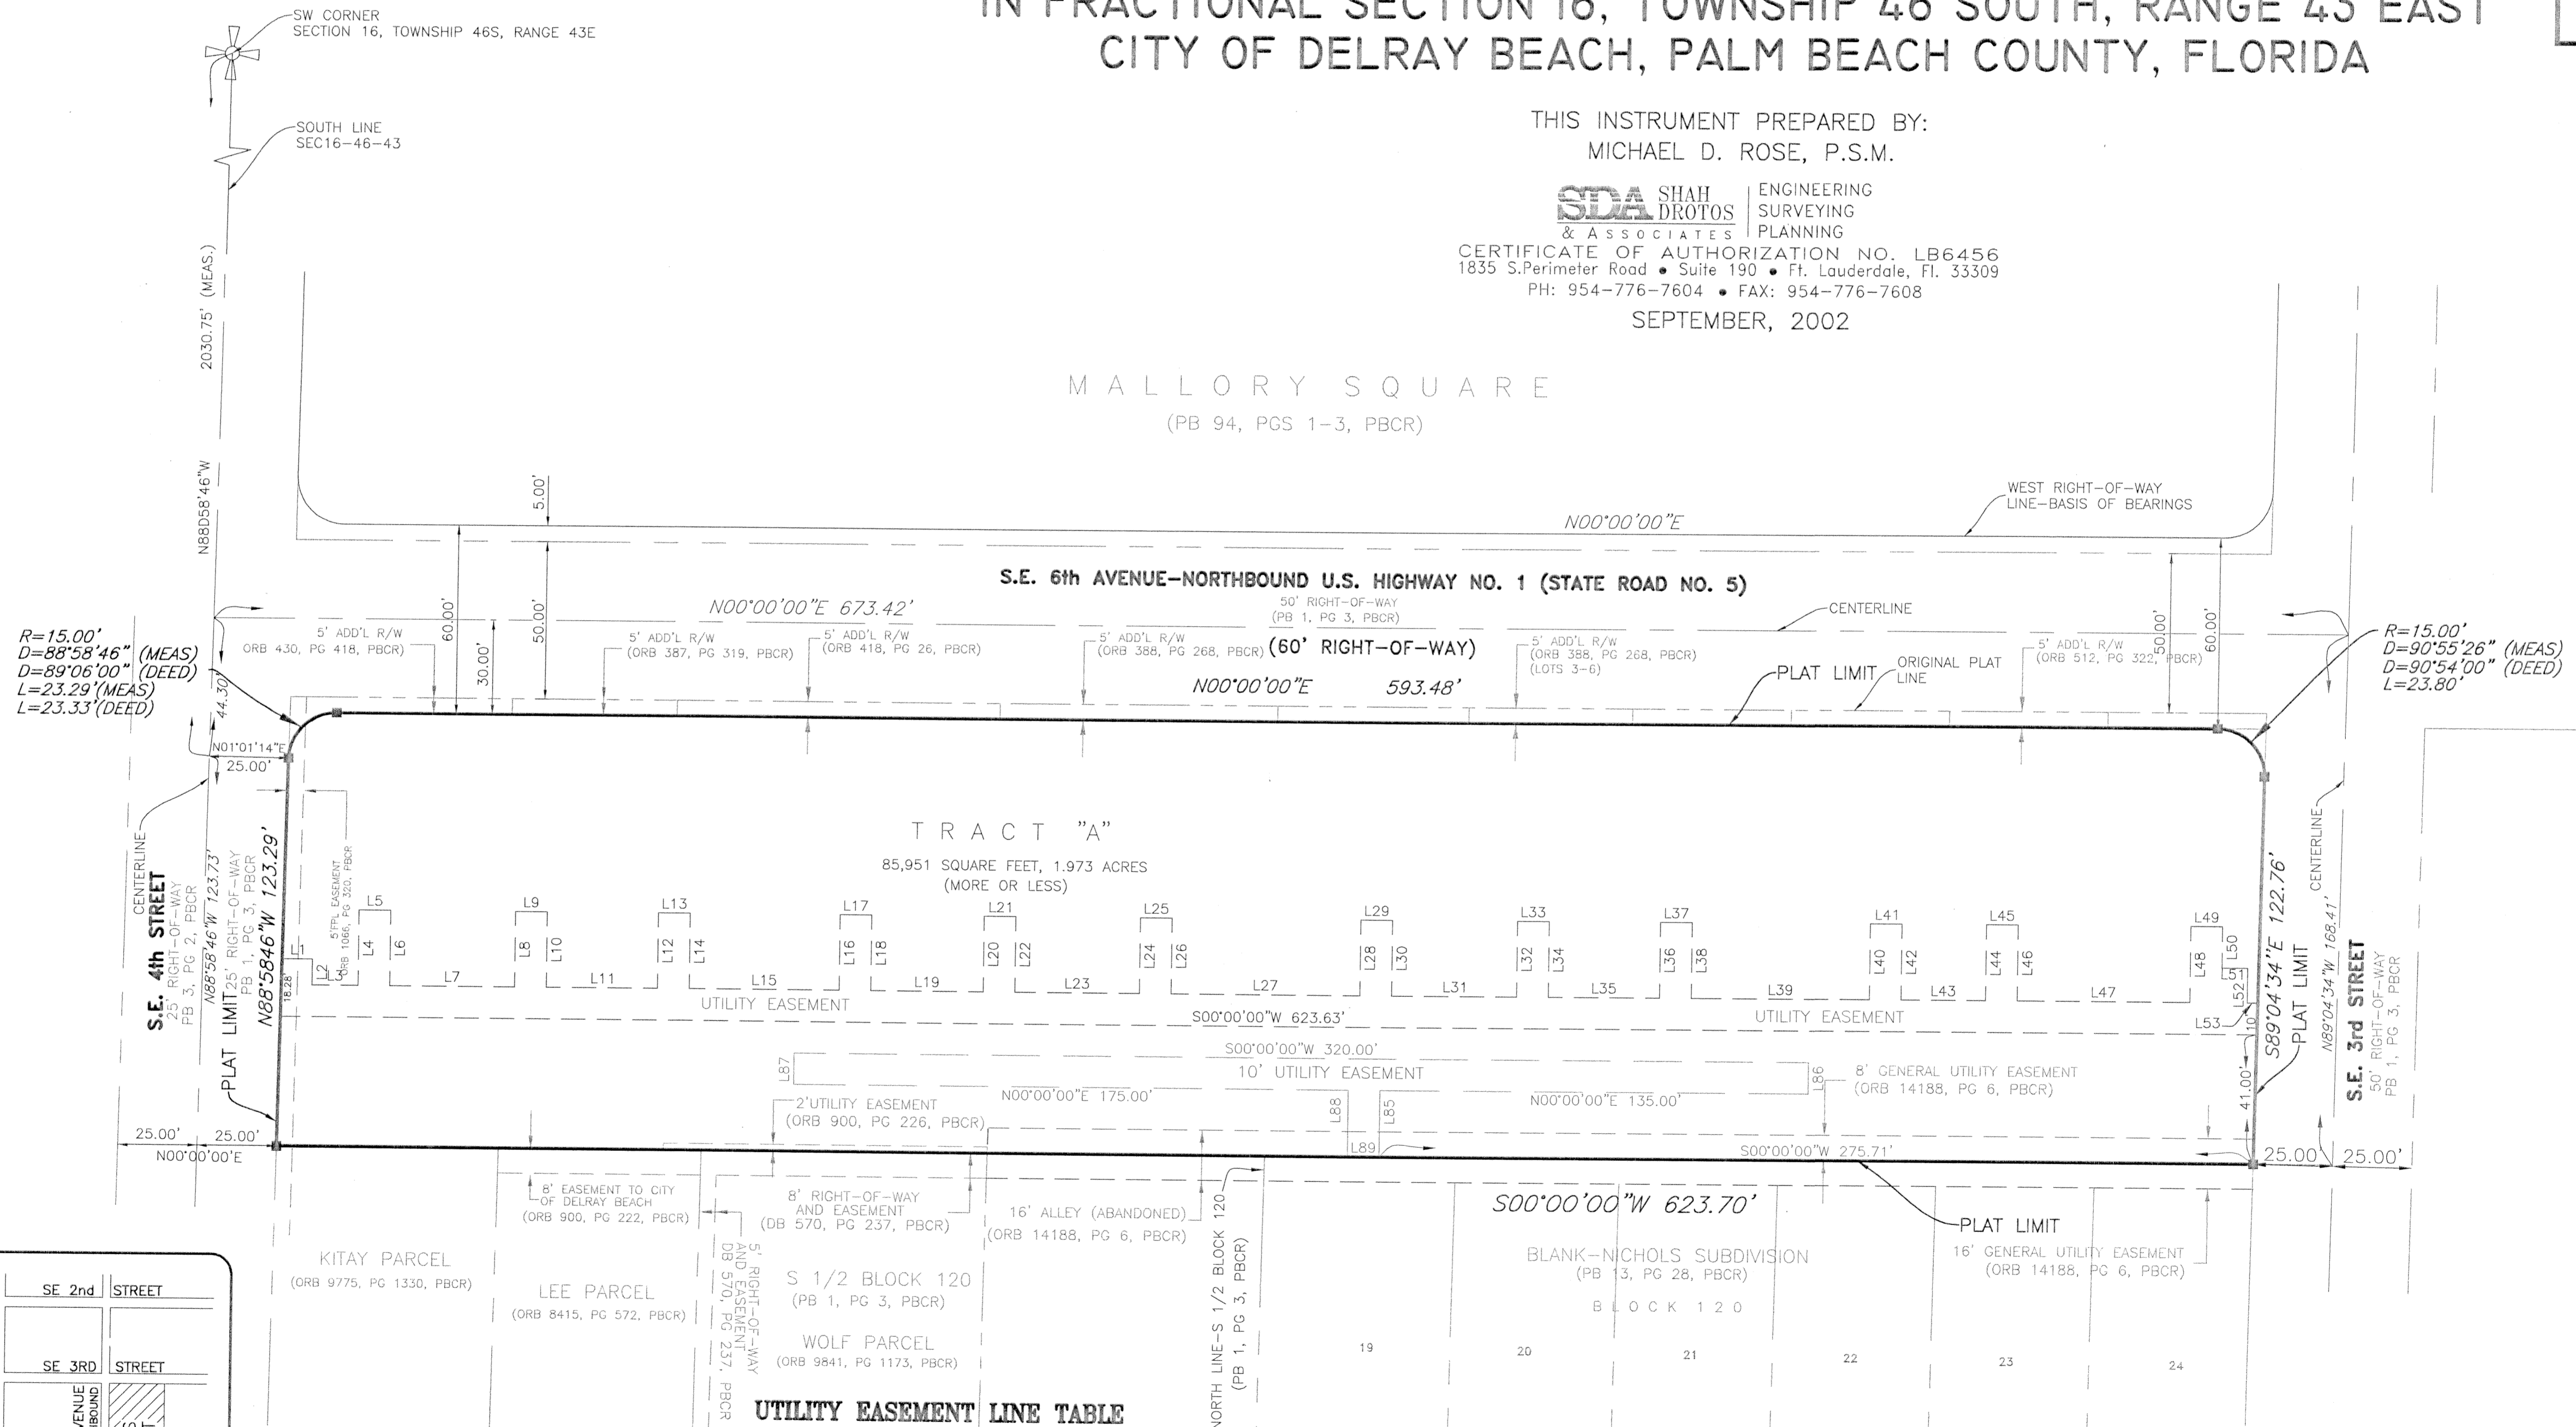 IN FRACTIONAL SECTION 16, TOWNSHIP 46 SOUTH, RANGE 43 EAST
CITY OF DELRAY BEACH, PALM BEACH COUNTY, FLORIDA
SW CORNER
SECTION 16, TOWNSHIP 46S, RANGE 43E
SOUTH LINE
SEC16-46-43
THIS INSTRUMENT PREPARED BY:
MICHAEL D. ROSE, P.S.M.
SDA SHAH DROTOS
& ASSOCIATES
ENGINEERING
SURVEYING
PLANNING
CERTIFICATE OF AUTHORIZATION NO. LB6456
1835 S.Perimeter Road • Suite 190 • Ft. Lauderdale, Fl. 33309
PH: 954-776-7604 • FAX: 954-776-7608
SEPTEMBER, 2002
2030.75' (MEAS.)
N88D58'46"W
MALLORY SQUARE
(PB 94, PGS 1-3, PBCR)
5.00'
WEST RIGHT-OF-WAY
LINE-BASIS OF BEARINGS
N00°00'00"E
S.E. 6th AVENUE-NORTHBOUND U.S. HIGHWAY NO. 1 (STATE ROAD NO. 5)
N00°00'00"E 673.42'
50' RIGHT-OF-WAY
(PB 1, PG 3, PBCR)
(60' RIGHT-OF-WAY)
CENTERLINE
60.00'
30.00'
50.00'
50.00'
60.00'
R=15.00'
D=88°58'46" (MEAS)
D=89°06'00" (DEED)
L=23.29'(MEAS)
L=23.33'(DEED)
44.30'
5' ADD'L R/W
ORB 430, PG 418, PBCR)
5' ADD'L R/W
(ORB 387, PG 319, PBCR)
5' ADD'L R/W
(ORB 418, PG 26, PBCR)
5' ADD'L R/W
(ORB 388, PG 268, PBCR)
5' ADD'L R/W
(ORB 388, PG 268, PBCR)
(LOTS 3-6)
5' ADD'L R/W
(ORB 512, PG 322, PBCR)
N00°00'00"E 593.48'
PLAT LIMIT
ORIGINAL PLAT
LINE
R=15.00'
D=90°55'26" (MEAS)
D=90°54'00" (DEED)
L=23.80'
N01°01'14"E
25.00'
CENTERLINE
S.E. 4th STREET
25' RIGHT-OF-WAY
PB 3, PG 2, PBCR
N88°58'46"W 123.73'
25' RIGHT-OF-WAY
PB 1, PG 3, PBCR
PLAT LIMIT
N88°5846"W 123.29'
18.28'
5'FPL EASEMENT
ORB 1066, PG 320, PBCR
TRACT "A"
85,951 SQUARE FEET, 1.973 ACRES
(MORE OR LESS)
L5
L9
L13
L17
L21
L25
L29
L33
L37
L41
L45
L49
L1
L2
L3
L4
L6
L8
L10
L12
L14
L16
L18
L20
L22
L24
L26
L28
L30
L32
L34
L36
L38
L40
L42
L44
L46
L48
L50
L51
L52
L7
L11
L15
L19
L23
L27
L31
L35
L39
L43
L47
L53
10'
UTILITY EASEMENT
S00°00'00"W 623.63'
UTILITY EASEMENT
S89°04'34"E 122.76'
PLAT LIMIT
N89°04'34"W 168.41'
CENTERLINE
S.E. 3rd STREET
50' RIGHT-OF-WAY
PB 1, PG 3, PBCR
S00°00'00"W 320.00'
10' UTILITY EASEMENT
L87
L86
N00°00'00"E 175.00'
L88
L85
N00°00'00"E 135.00'
8' GENERAL UTILITY EASEMENT
(ORB 14188, PG 6, PBCR)
41.00'
2'UTILITY EASEMENT
(ORB 900, PG 226, PBCR)
25.00'
25.00'
N00°00'00'E
L89
S00°00'00"W 275.71'
25.00'
25.00'
8' EASEMENT TO CITY
OF DELRAY BEACH
(ORB 900, PG 222, PBCR)
8' RIGHT-OF-WAY
AND EASEMENT
(DB 570, PG 237, PBCR)
16' ALLEY (ABANDONED)
(ORB 14188, PG 6, PBCR)
S00°00'00"W 623.70'
PLAT LIMIT
16' GENERAL UTILITY EASEMENT
(ORB 14188, PG 6, PBCR)
KITAY PARCEL
(ORB 9775, PG 1330, PBCR)
LEE PARCEL
(ORB 8415, PG 572, PBCR)
5' RIGHT-OF-WAY
AND EASEMENT
DB 570, PG 237, PBCR
S 1/2 BLOCK 120
(PB 1, PG 3, PBCR)
WOLF PARCEL
(ORB 9841, PG 1173, PBCR)
NORTH LINE-S 1/2 BLOCK 120
(PB 1, PG 3, PBCR)
BLANK-NICHOLS SUBDIVISION
(PB 13, PG 28, PBCR)
BLOCK 120
19
20
21
22
23
24
SE 2nd STREET
SE 3RD STREET
UTILITY EASEMENT LINE TABLE